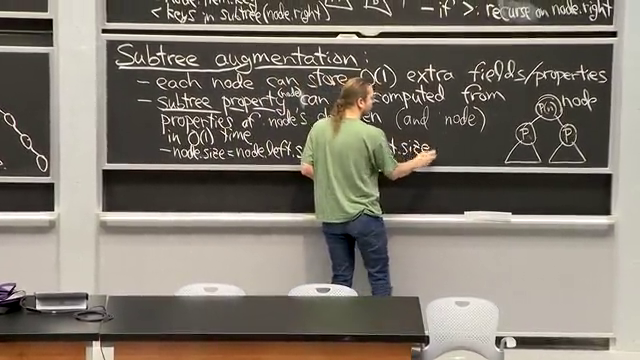 < keys in subtree(node.right)
- if >: recurse on node.right
Subtree augmentation:
- each node can store O(1) extra fields/properties
- subtree property(node) can computed from
properties of node's (and node)
in O(1) time
- node.size = node.left.s .size
P(n) node
P P